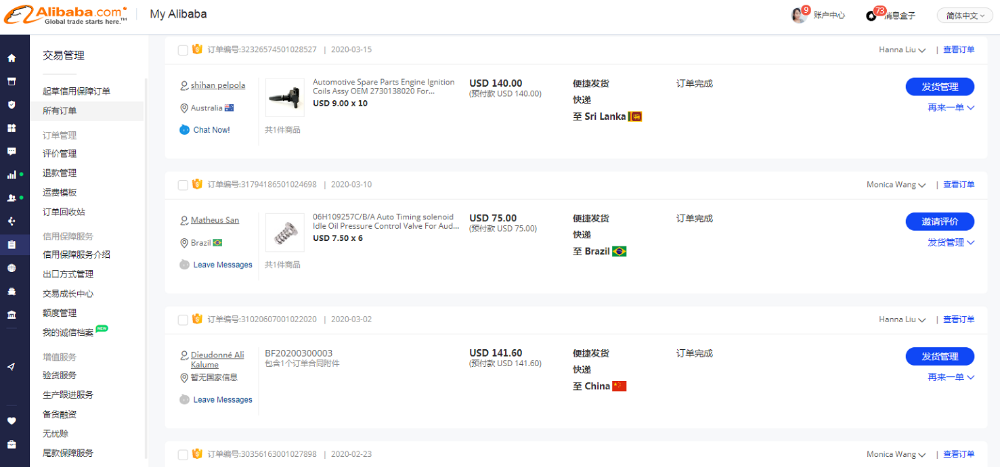 Alibaba.com
Global trade starts here.™
My Alibaba
9
账户中心
73
消息盒子
简体中文
交易管理
起草信用保障订单
所有订单
订单管理
评价管理
退款管理
运费模板
订单回收站
信用保障服务
信用保障服务介绍
出口方式管理
交易成长中心
额度管理
我的诚信档案
NEW
增值服务
验货服务
生产跟进服务
备货融资
无忧赊
尾款保障服务
订单编号:32326574501028527 | 2020-03-15
Hanna Liu | 查看订单
shihan pelpola
Australia
Chat Now!
Automotive Spare Parts Engine Ignition
Coils Assy OEM 2730138020 For...
USD 9.00 x 10
共1件商品
USD 140.00
(预付款 USD 140.00)
便捷发货
快递
至 Sri Lanka
订单完成
发货管理
再来一单
订单编号:31794186501024698 | 2020-03-10
Monica Wang | 查看订单
Matheus San
Brazil
Leave Messages
06H109257C/B/A Auto Timing solenoid
Idle Oil Pressure Control Valve For Aud...
USD 7.50 x 6
共1件商品
USD 75.00
(预付款 USD 75.00)
便捷发货
快递
至 Brazil
订单完成
邀请评价
发货管理
订单编号:31020607001022020 | 2020-03-02
Hanna Liu | 查看订单
Dieudonné Ali
Kalume
暂无国家信息
Leave Messages
BF20200300003
包含1个订单合同附件
USD 141.60
(预付款 USD 141.60)
便捷发货
快递
至 China
订单完成
发货管理
再来一单
订单编号:30356163001027898 | 2020-02-23
Monica Wang | 查看订单